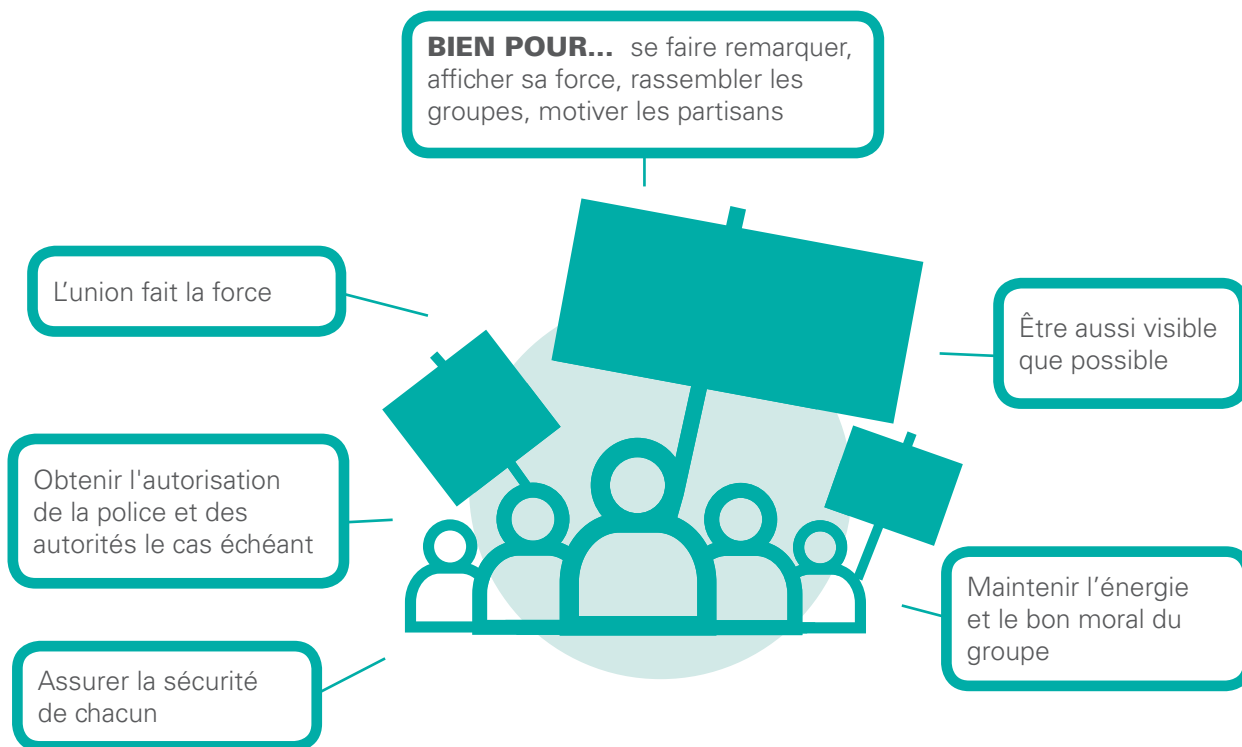 BIEN POUR... se faire remarquer,
afficher sa force, rassembler les
groupes, motiver les partisans
L'union fait la force
Être aussi visible
que possible
Obtenir l'autorisation
de la police et des
autorités le cas échéant
Maintenir l'énergie
et le bon moral du
groupe
Assurer la sécurité
de chacun